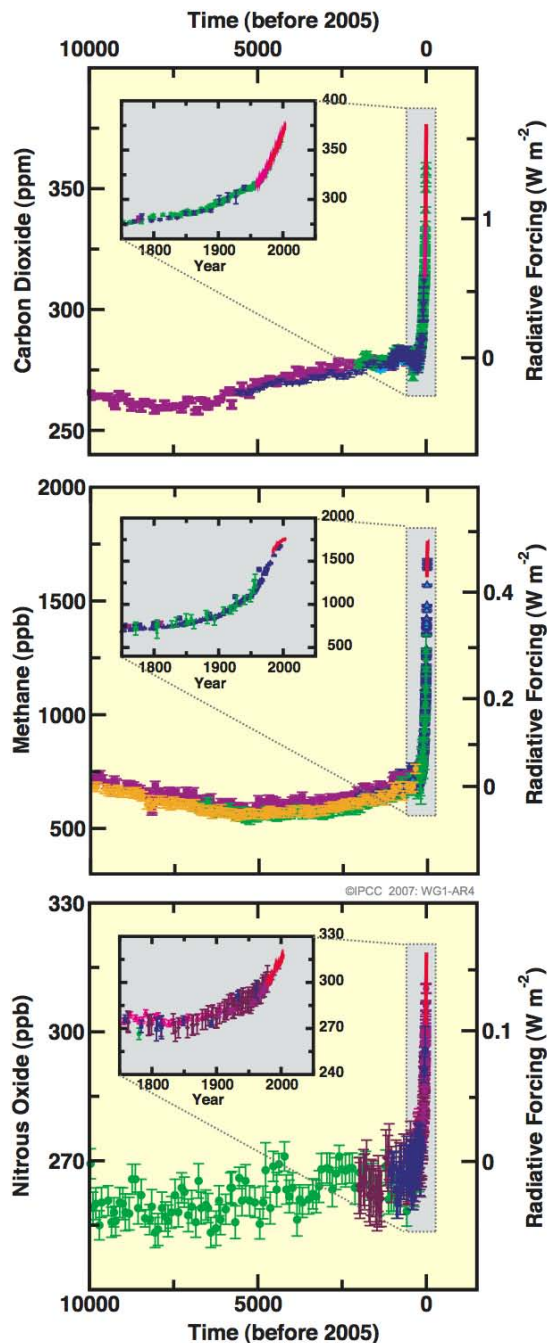 Time (before 2005)
10000 5000 0
Carbon Dioxide (ppm)
350
300
250
400
350
300
1800 1900 2000
Year
1
0
Radiative Forcing (W m-2)
2000
1500
1000
500
Methane (ppb)
2000
1500
1000
500
1800 1900 2000
Year
0.4
0.2
0
Radiative Forcing (W m-2)
©IPCC 2007: WG1-AR4
330
300
270
Nitrous Oxide (ppb)
330
300
270
240
1800 1900 2000
Year
0.1
0
Radiative Forcing (W m-2)
10000 5000 0
Time (before 2005)